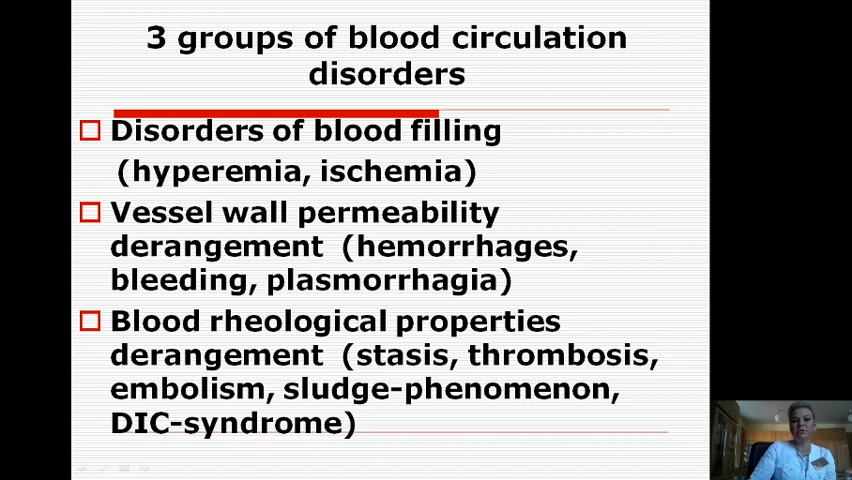 3 groups of blood circulation
disorders
Disorders of blood filling
(hyperemia, ischemia)
Vessel wall permeability
derangement (hemorrhages,
bleeding, plasmorrhagia)
Blood rheological properties
derangement (stasis, thrombosis,
embolism, sludge-phenomenon,
DIC-syndrome)